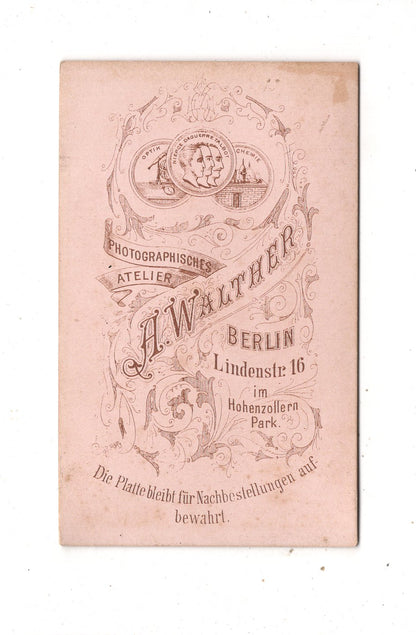 OPTIK
NIEPCE DAGUERRE TALBOT
CHEMIE
PHOTOGRAPHISCHES
ATELIER
A. WALTHER
BERLIN
Lindenstr. 16
im
Hohenzollern
Park.
Die Platte bleibt für Nachbestellungen auf-
bewahrt.